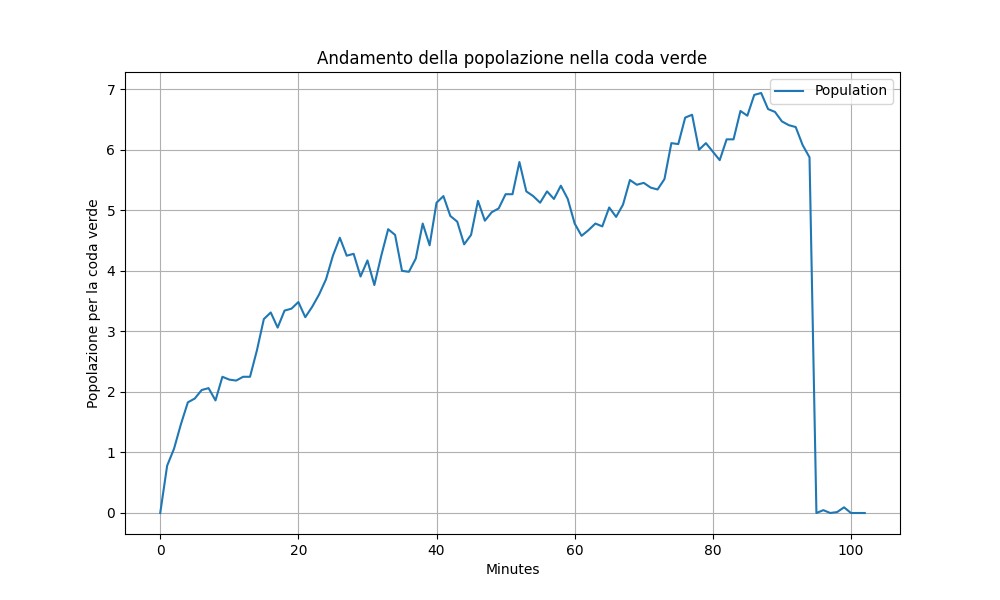 Andamento della popolazione nella coda verde
Population
Popolazione per la coda verde
7
6
5
4
3
2
1
0
0 20 40 60 80 100
Minutes